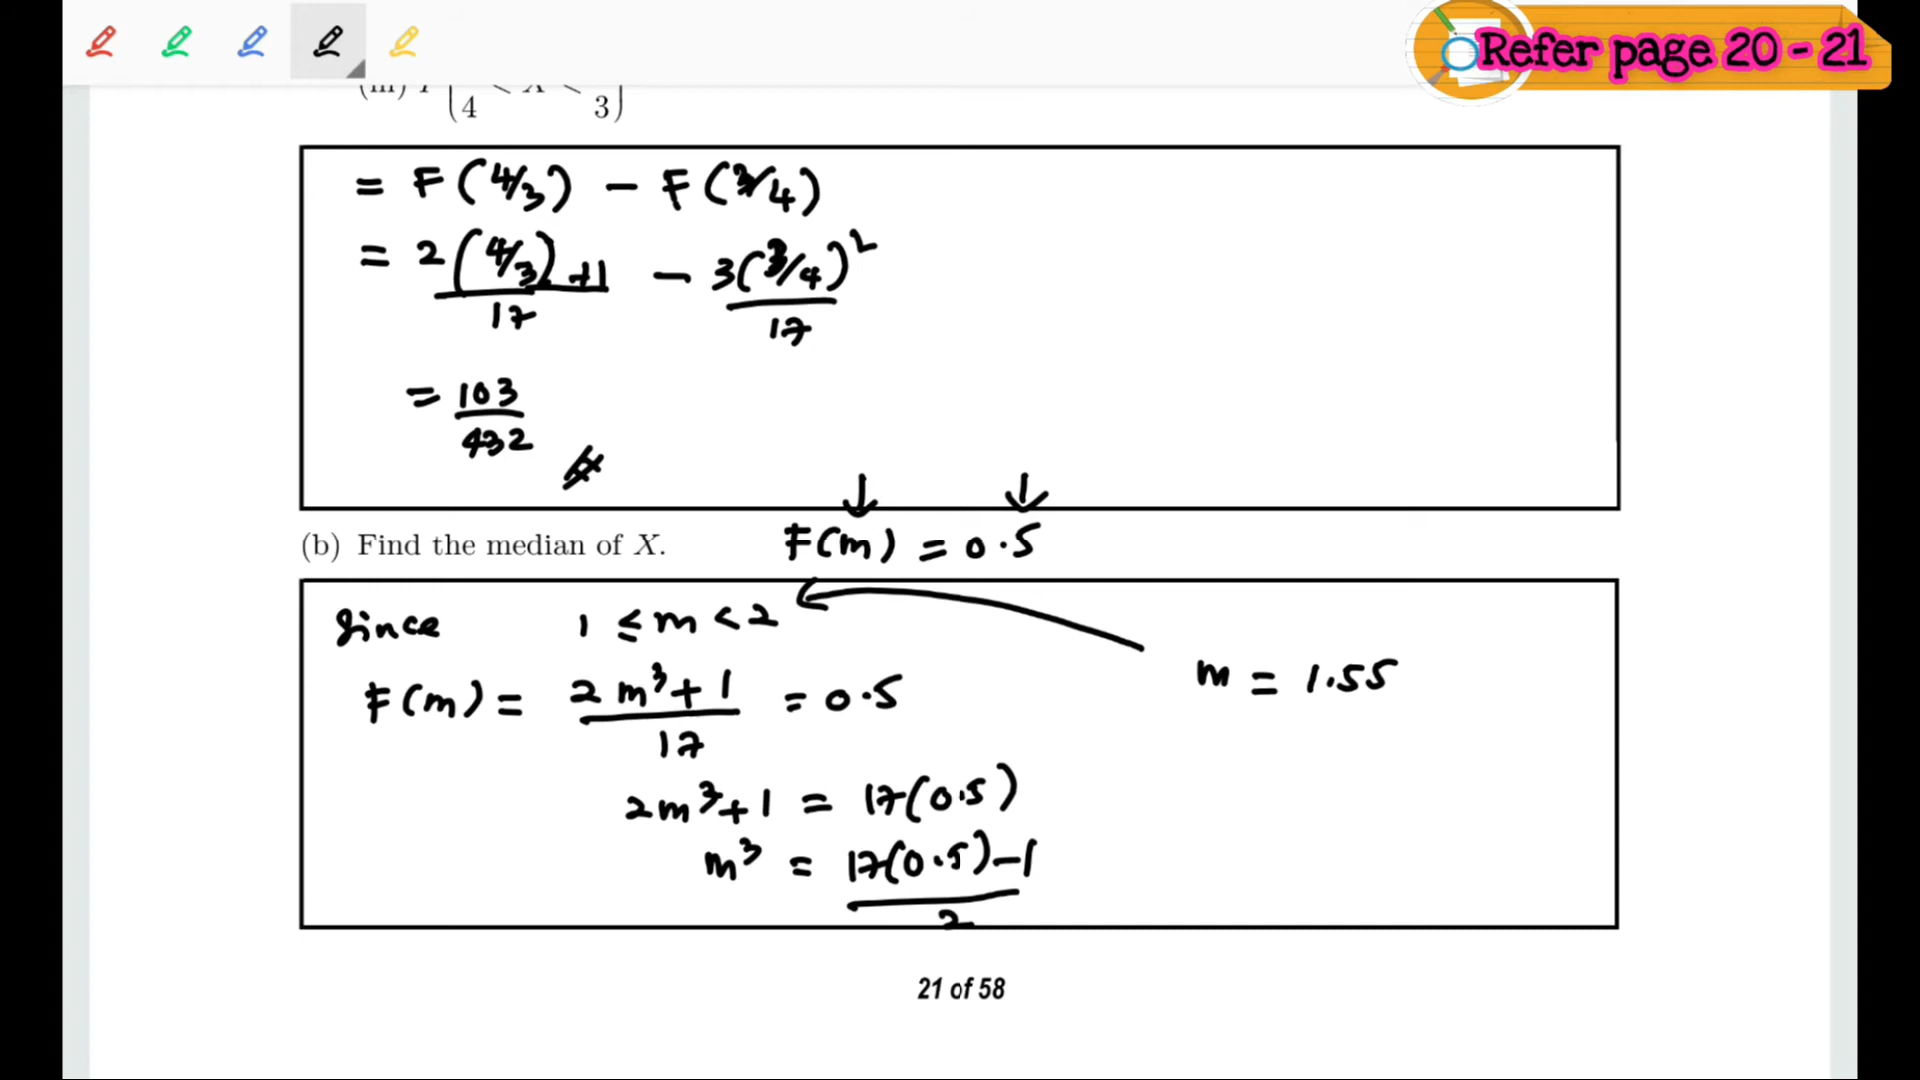 Refer page 20 - 21
4 < X < 3
= F(4/3) - F(3/4)
= 2(4/3)+1 / 17 - 3(3/4)² / 17
= 103 / 432
(b) Find the median of X. F(m) = 0.5
Since 1 ≤ m < 2
m = 1.55
F(m) = 2m³+1 / 17 = 0.5
2m³+1 = 17(0.5)
m³ = 17(0.5)-1 / 2
21 of 58